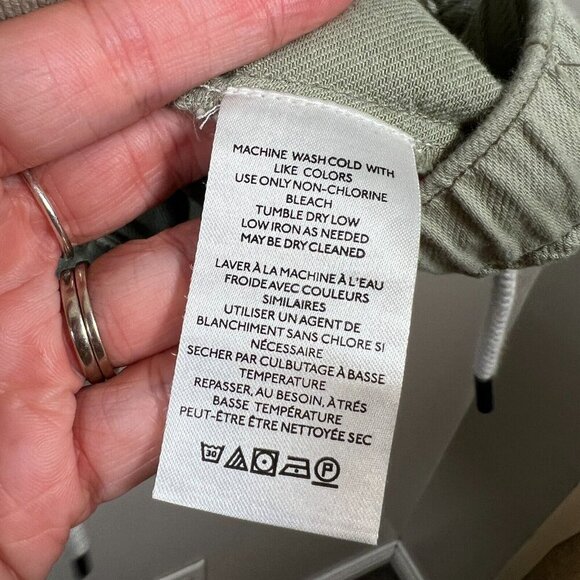 MACHINE WASH COLD WITH
LIKE COLORS
USE ONLY NON-CHLORINE
BLEACH
TUMBLE DRY LOW
LOW IRON AS NEEDED
MAY BE DRY CLEANED
LAVER À LA MACHINE À L'EAU
FROIDE AVEC COULEURS
SIMILAIRES
UTILISER UN AGENT DE
BLANCHIMENT SANS CHLORE SI
NÉCESSAIRE
SECHER PAR CULBUTAGE À BASSE
TEMPERATURE
REPASSER, AU BESOIN, À TRÉS
BASSE TEMPÉRATURE
PEUT-ÊTRE ÊTRE NETTOYÉE SEC
30 P